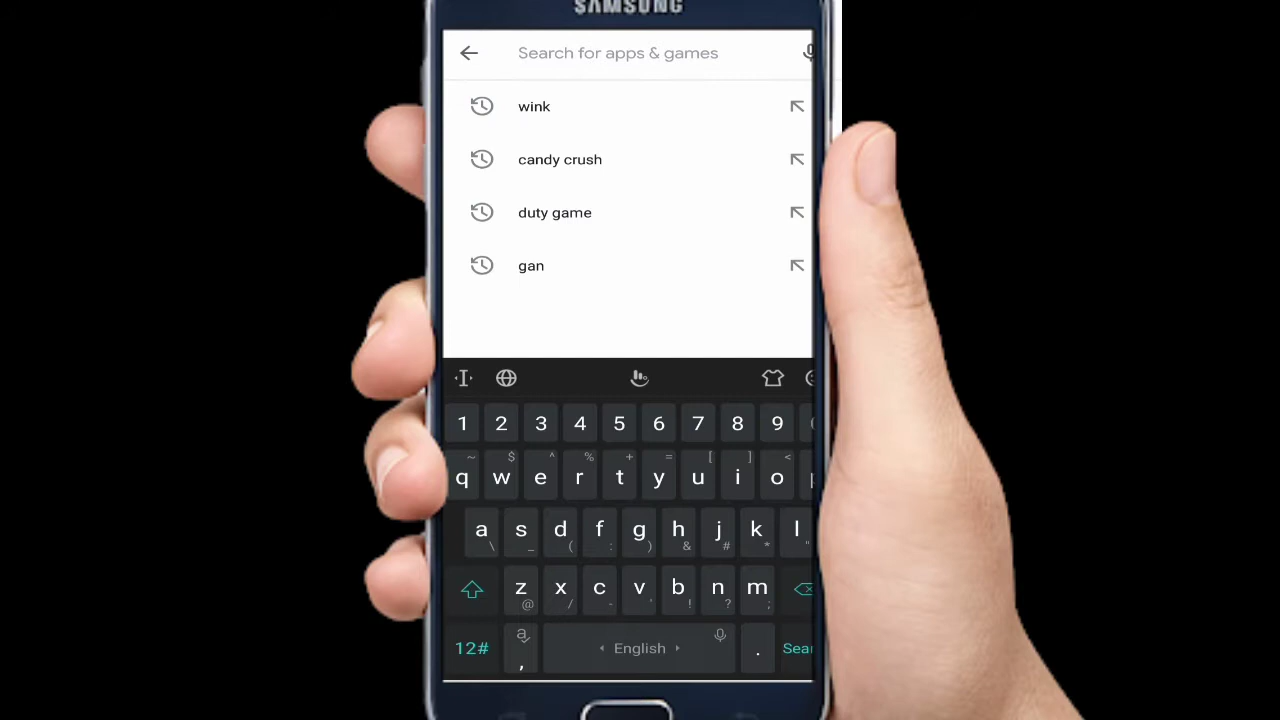 SAMSUNG
Search for apps & games
wink
candy crush
duty game
gan
1 2 3 4 5 6 7 8 9
~ $ ^ % + = [ ] <
q w e r t y u i o
a s d f g h j k l
\ _ ( : ) & # * "
z x c v b n m
@ / - ' ! ? ;
12# a , English . Sear